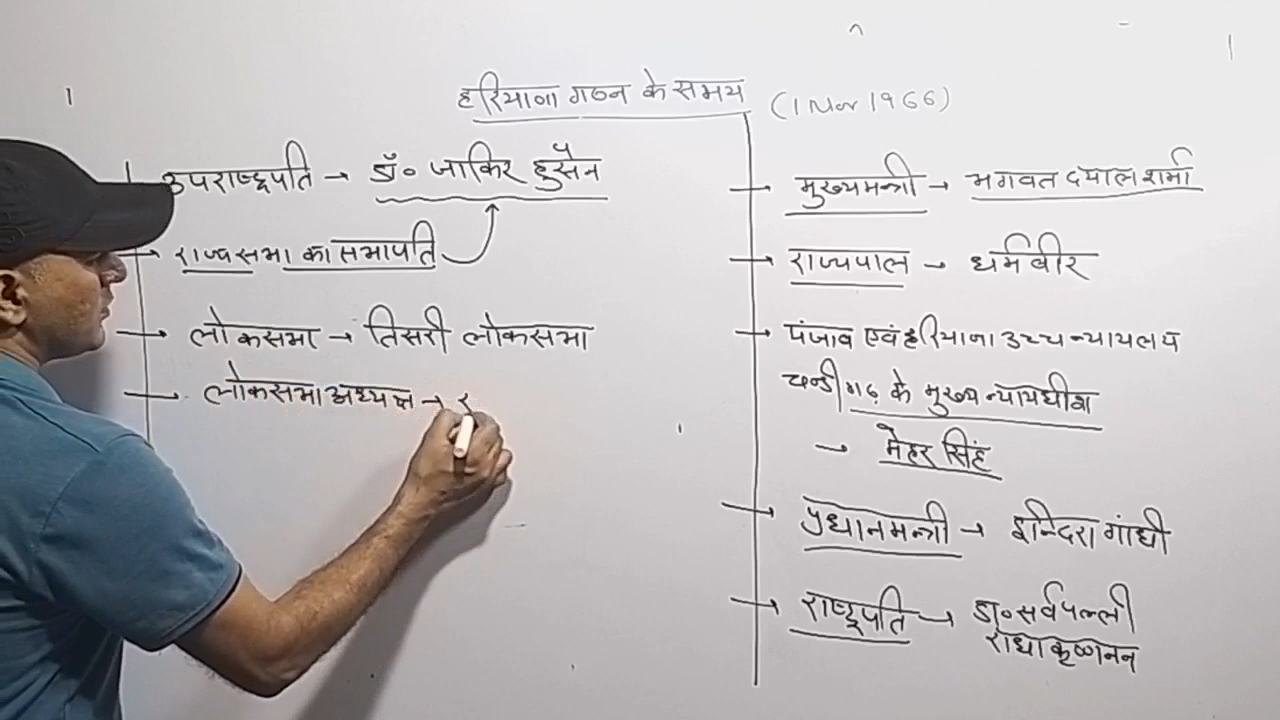 हरियाणा गठन के समय (1 Nov 1966)
उपराष्ट्रपति → डॉ० जाकिर हुसैन
राज्यसभा का सभापति
लोकसभा → तिसरी लोकसभा
लोकसभा अध्यक्ष →
मुख्यमन्त्री → भगवत दयाल शर्मा
राज्यपाल → धर्मवीर
पंजाब एवं हरियाणा उच्च न्यायलय
चण्डीगढ़ के मुख्य न्यायधीश
→ मेहर सिंह
प्रधानमन्त्री → इन्दिरा गांधी
राष्ट्रपति → डा० सर्वपल्ली
राधाकृष्णनन